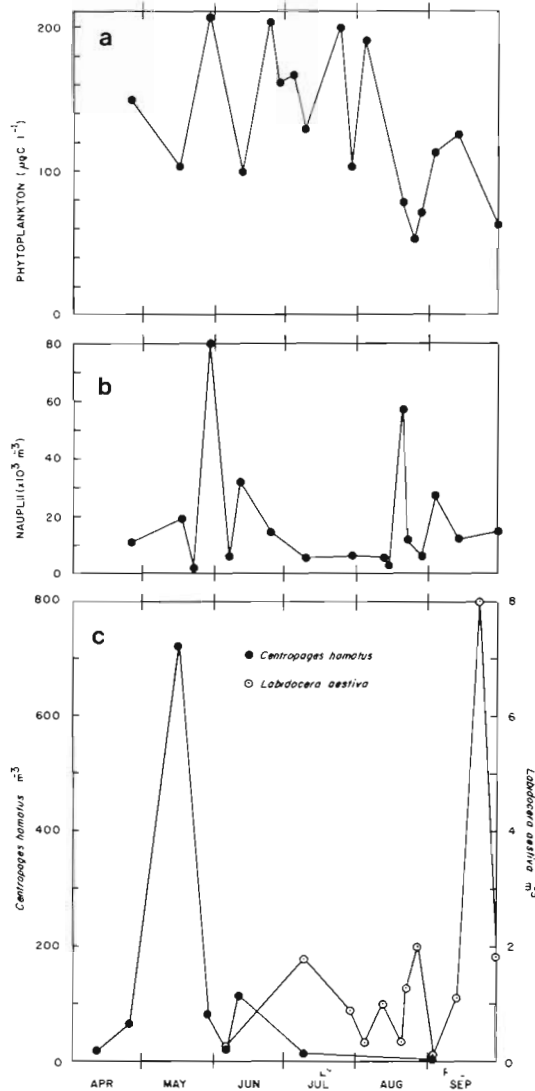 a
200
100
0
PHYTOPLANKTON (μgC l⁻¹)
b
80
60
40
20
0
NAUPLII (x10³ m⁻³)
c
800
600
400
200
0
Centropages hamatus m⁻³
Centropages hamatus
Labidocera aestiva
8
6
4
2
0
Labidocera aestiva m⁻³
APR MAY JUN JUL AUG SEP